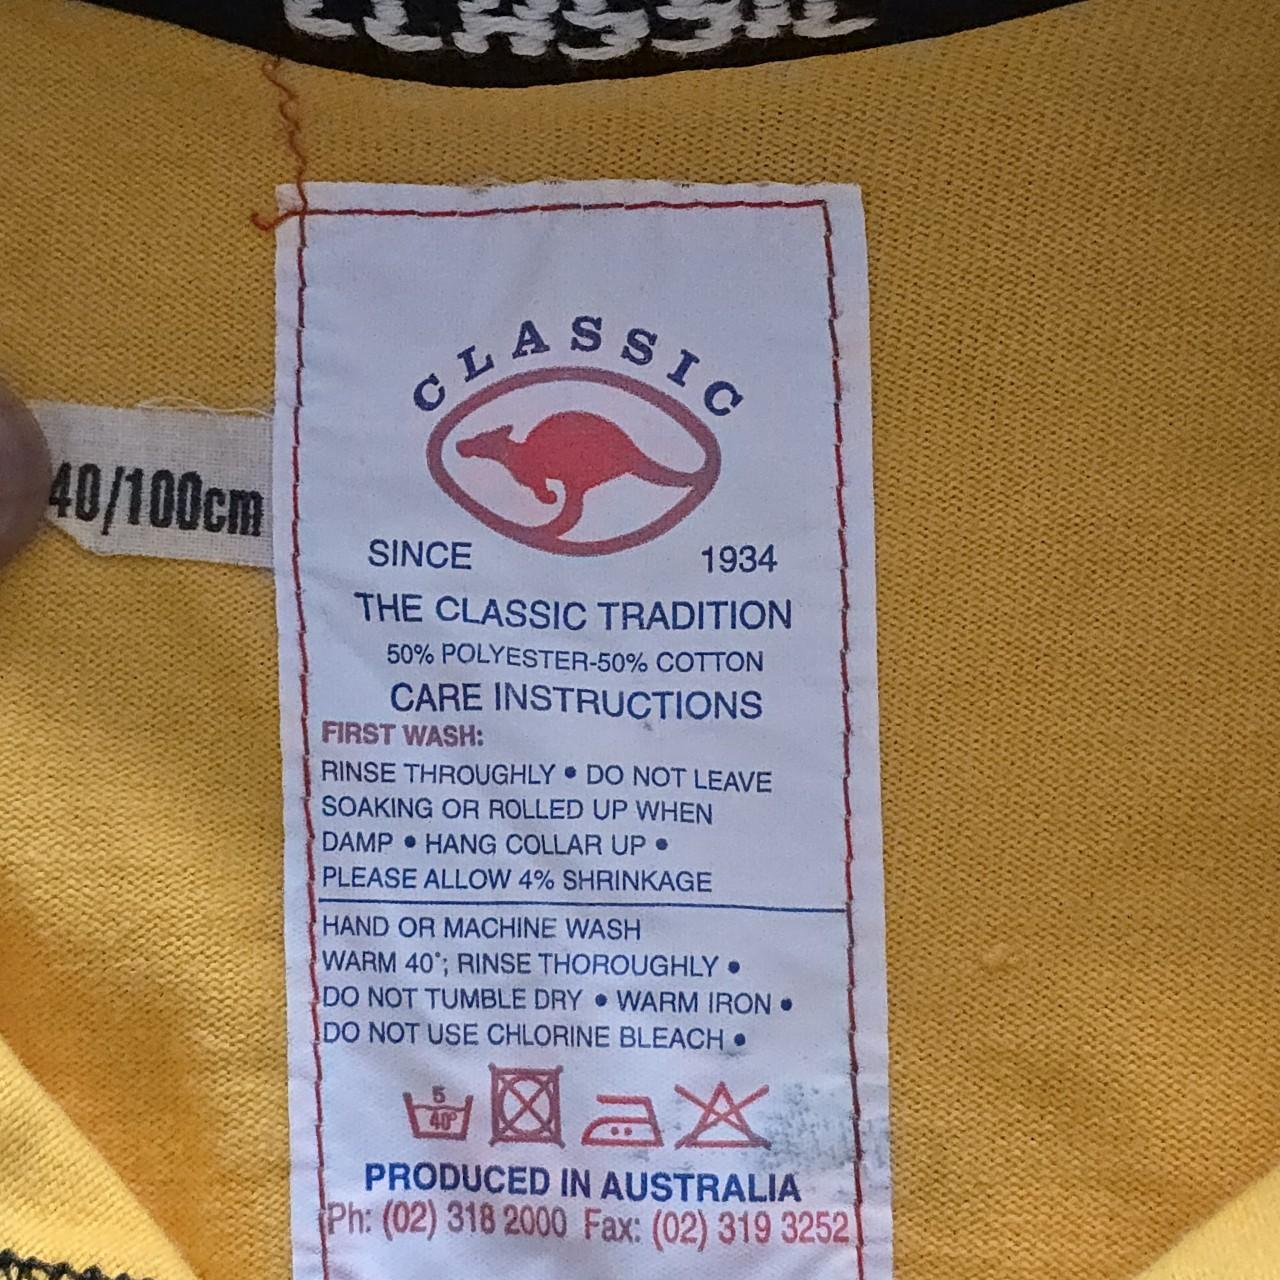 CLASSIC
CLASSIC
40/100cm
SINCE 1934
THE CLASSIC TRADITION
50% POLYESTER-50% COTTON
CARE INSTRUCTIONS
FIRST WASH:
RINSE THROUGHLY • DO NOT LEAVE
SOAKING OR ROLLED UP WHEN
DAMP • HANG COLLAR UP •
PLEASE ALLOW 4% SHRINKAGE
HAND OR MACHINE WASH
WARM 40°; RINSE THOROUGHLY •
DO NOT TUMBLE DRY • WARM IRON •
DO NOT USE CHLORINE BLEACH •
5
40°
PRODUCED IN AUSTRALIA
Ph: (02) 318 2000 Fax: (02) 319 3252